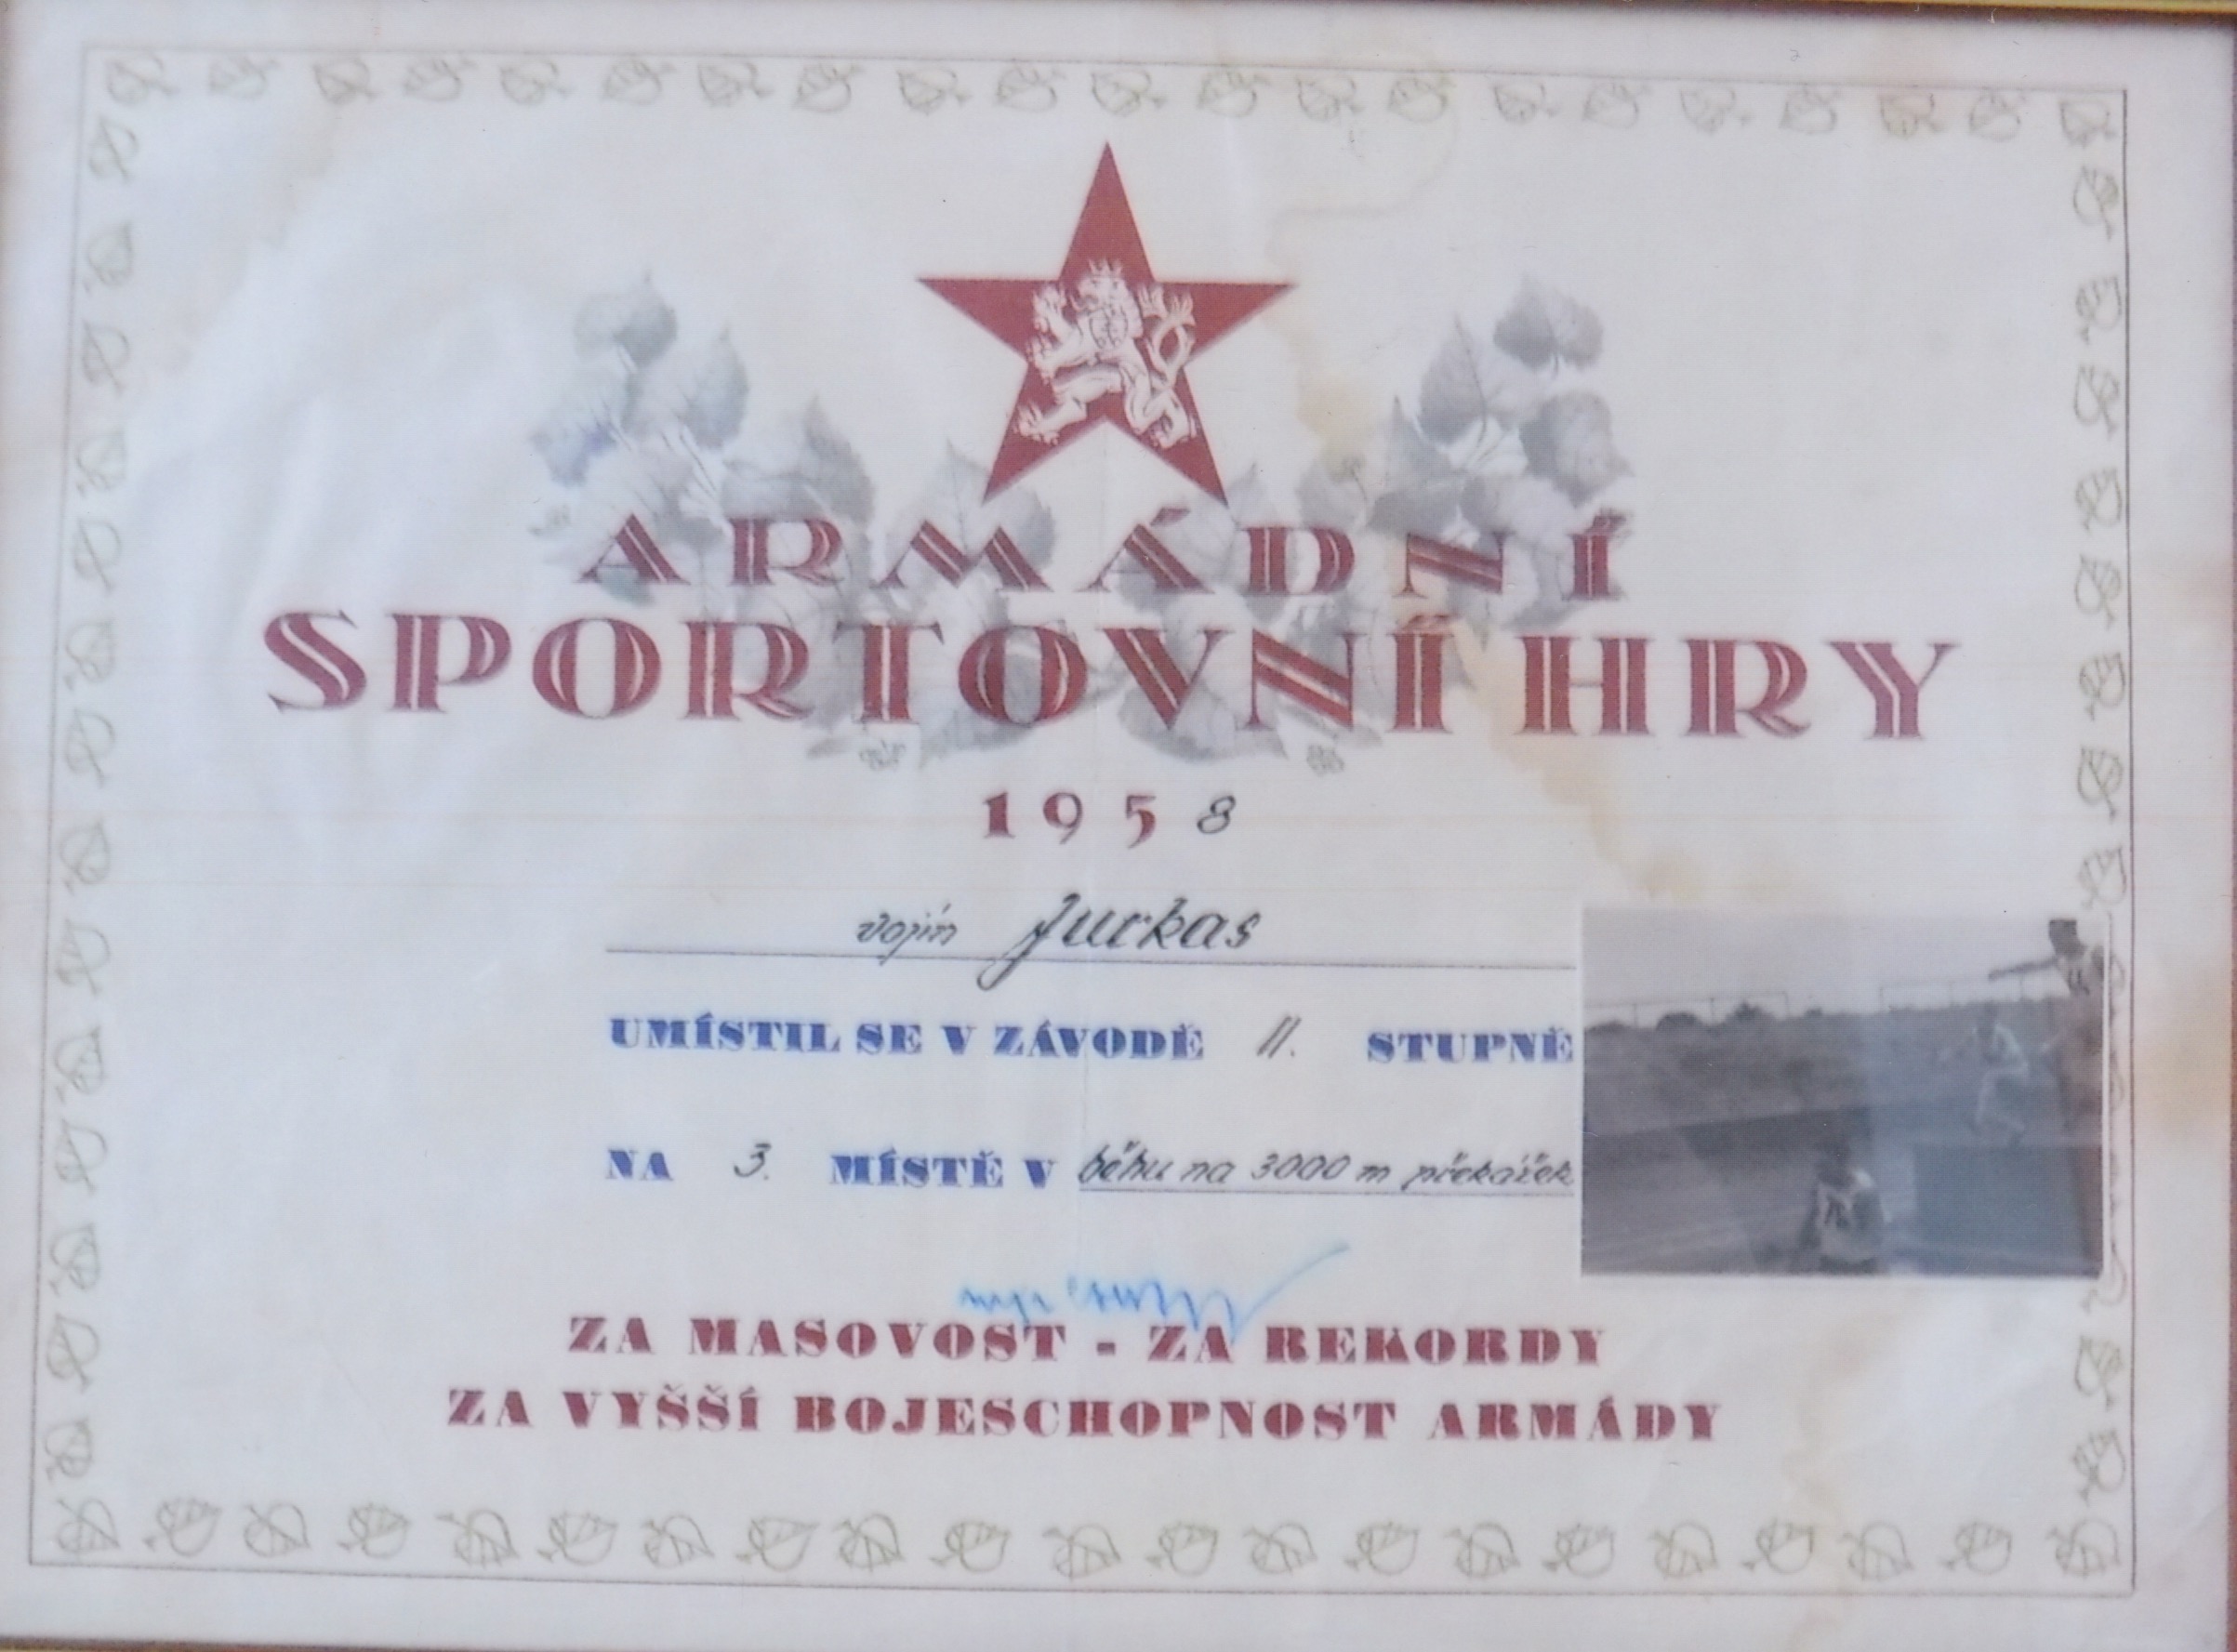 ARMÁDNÍ
SPORTOVNÍ HRY
1958
vojín Jurkas
UMÍSTIL SE V ZÁVODĚ II. STUPNĚ
NA 3. MÍSTĚ V běhu na 3000 m překážek
ZA MASOVOST - ZA REKORDY
ZA VYŠŠÍ BOJESCHOPNOST ARMÁDY